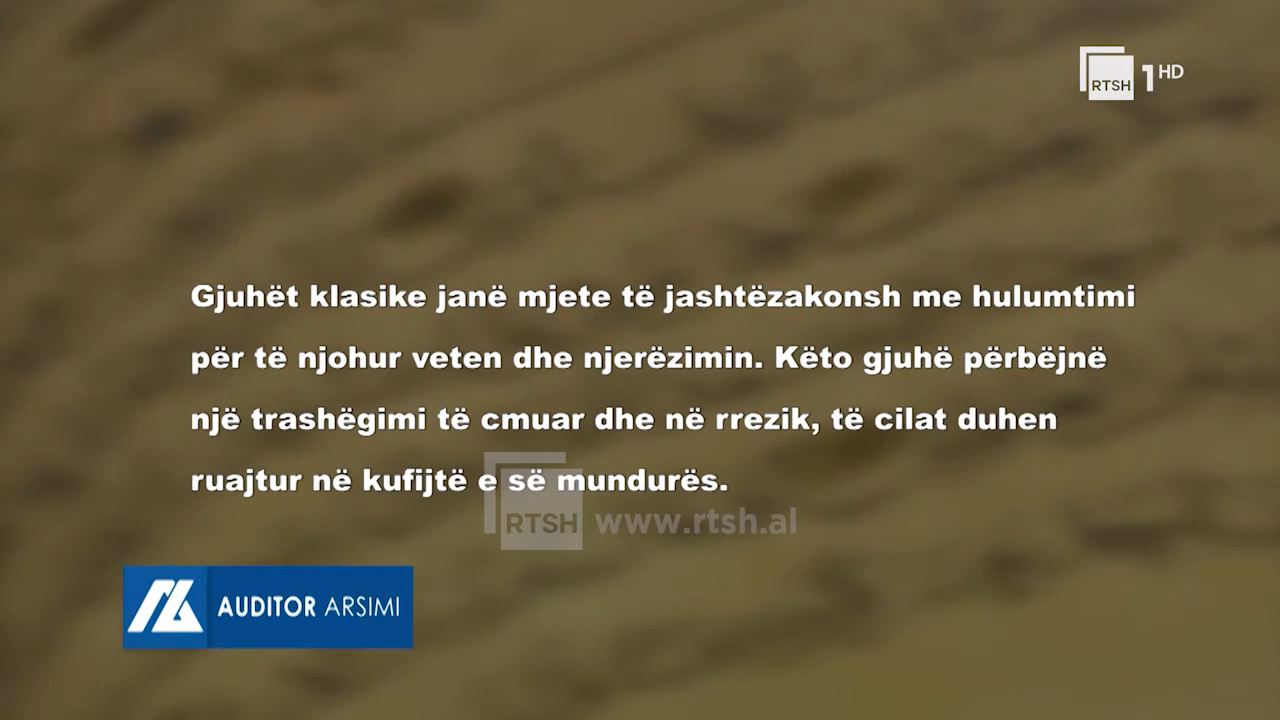 RTSH 1 HD
Gjuhët klasike janë mjete të jashtëzakonsh me hulumtimi
për të njohur veten dhe njerëzimin. Këto gjuhë përbëjnë
një trashëgimi të cmuar dhe në rrezik, të cilat duhen
ruajtur në kufijtë e së mundurës.
RTSH www.rtsh.al
AUDITOR ARSIMI